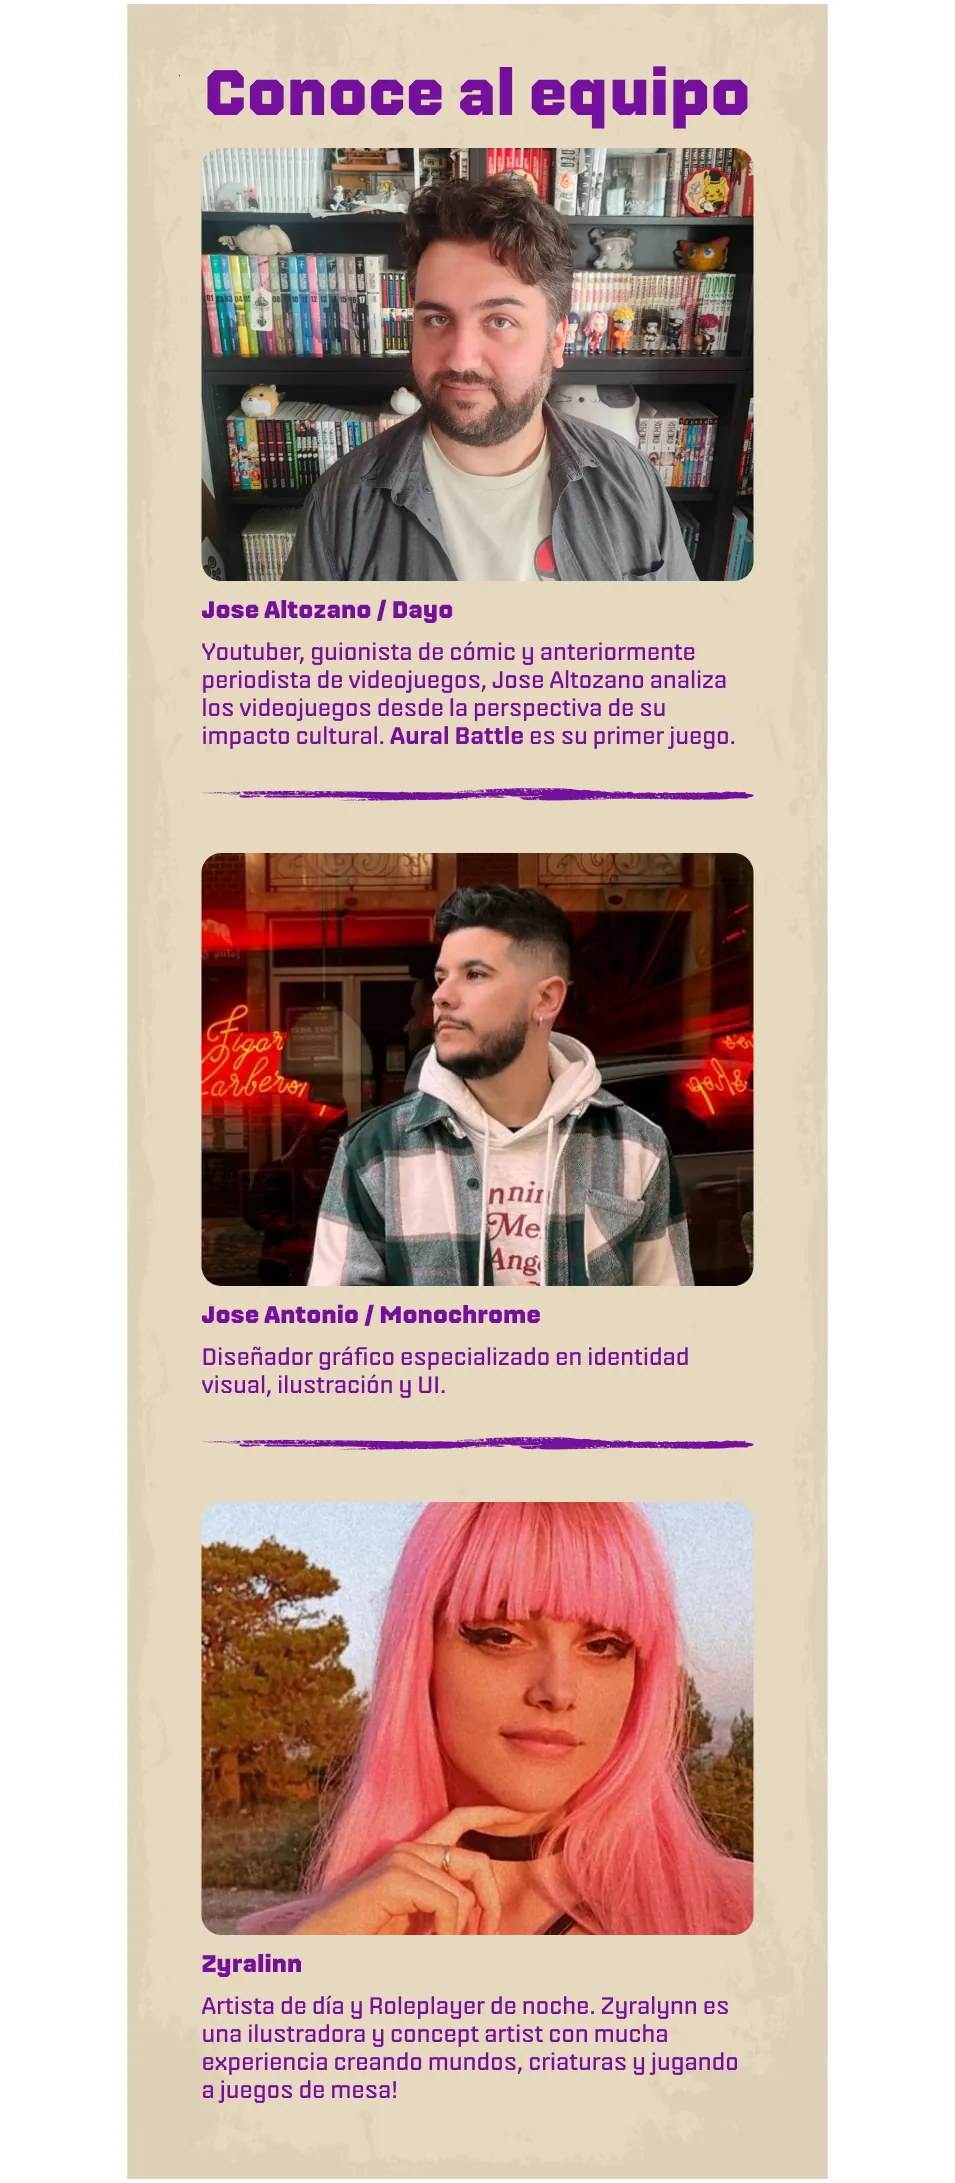 Conoce al equipo
Jose Altozano / Dayo
Youtuber, guionista de cómic y anteriormente
periodista de videojuegos, Jose Altozano analiza
los videojuegos desde la perspectiva de su
impacto cultural. Aural Battle es su primer juego.
Figar
Jose Antonio / Monochrome
Diseñador gráfico especializado en identidad
visual, ilustración y UI.
Zyralinn
Artista de día y Roleplayer de noche. Zyralynn es
una ilustradora y concept artist con mucha
experiencia creando mundos, criaturas y jugando
a juegos de mesa!